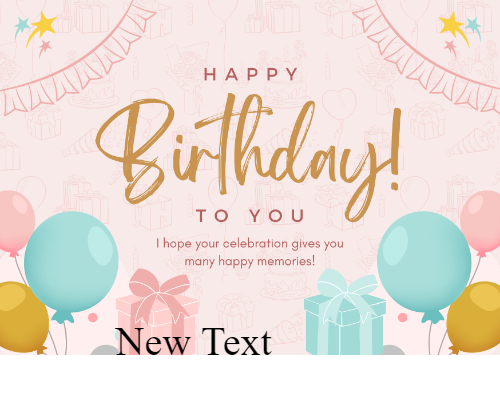 HAPPY
Birthday!
TO YOU
I hope your celebration gives you
many happy memories!
New Text